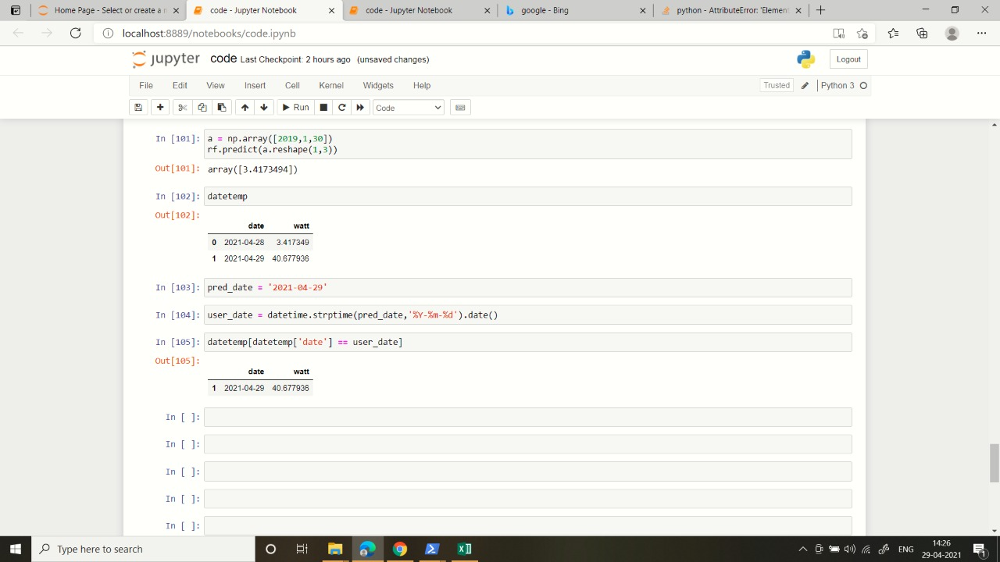 Home Page - Select or create a n
code - Jupyter Notebook
code - Jupyter Notebook
google - Bing
python - AttributeError: 'Element
localhost:8889/notebooks/code.ipynb
jupyter code Last Checkpoint: 2 hours ago (unsaved changes)
Logout
File Edit View Insert Cell Kernel Widgets Help
Trusted Python 3
Run Code
In [101]: a = np.array([2019,1,30])
rf.predict(a.reshape(1,3))
Out[101]: array([3.4173494])
In [102]: datetemp
Out[102]:
date watt
0 2021-04-28 3.417349
1 2021-04-29 40.677936
In [103]: pred_date = '2021-04-29'
In [104]: user_date = datetime.strptime(pred_date,'%Y-%m-%d').date()
In [105]: datetemp[datetemp['date'] == user_date]
Out[105]:
date watt
1 2021-04-29 40.677936
In [ ]:
In [ ]:
In [ ]:
In [ ]:
In [ ]:
Type here to search
ENG
14:26
29-04-2021
1